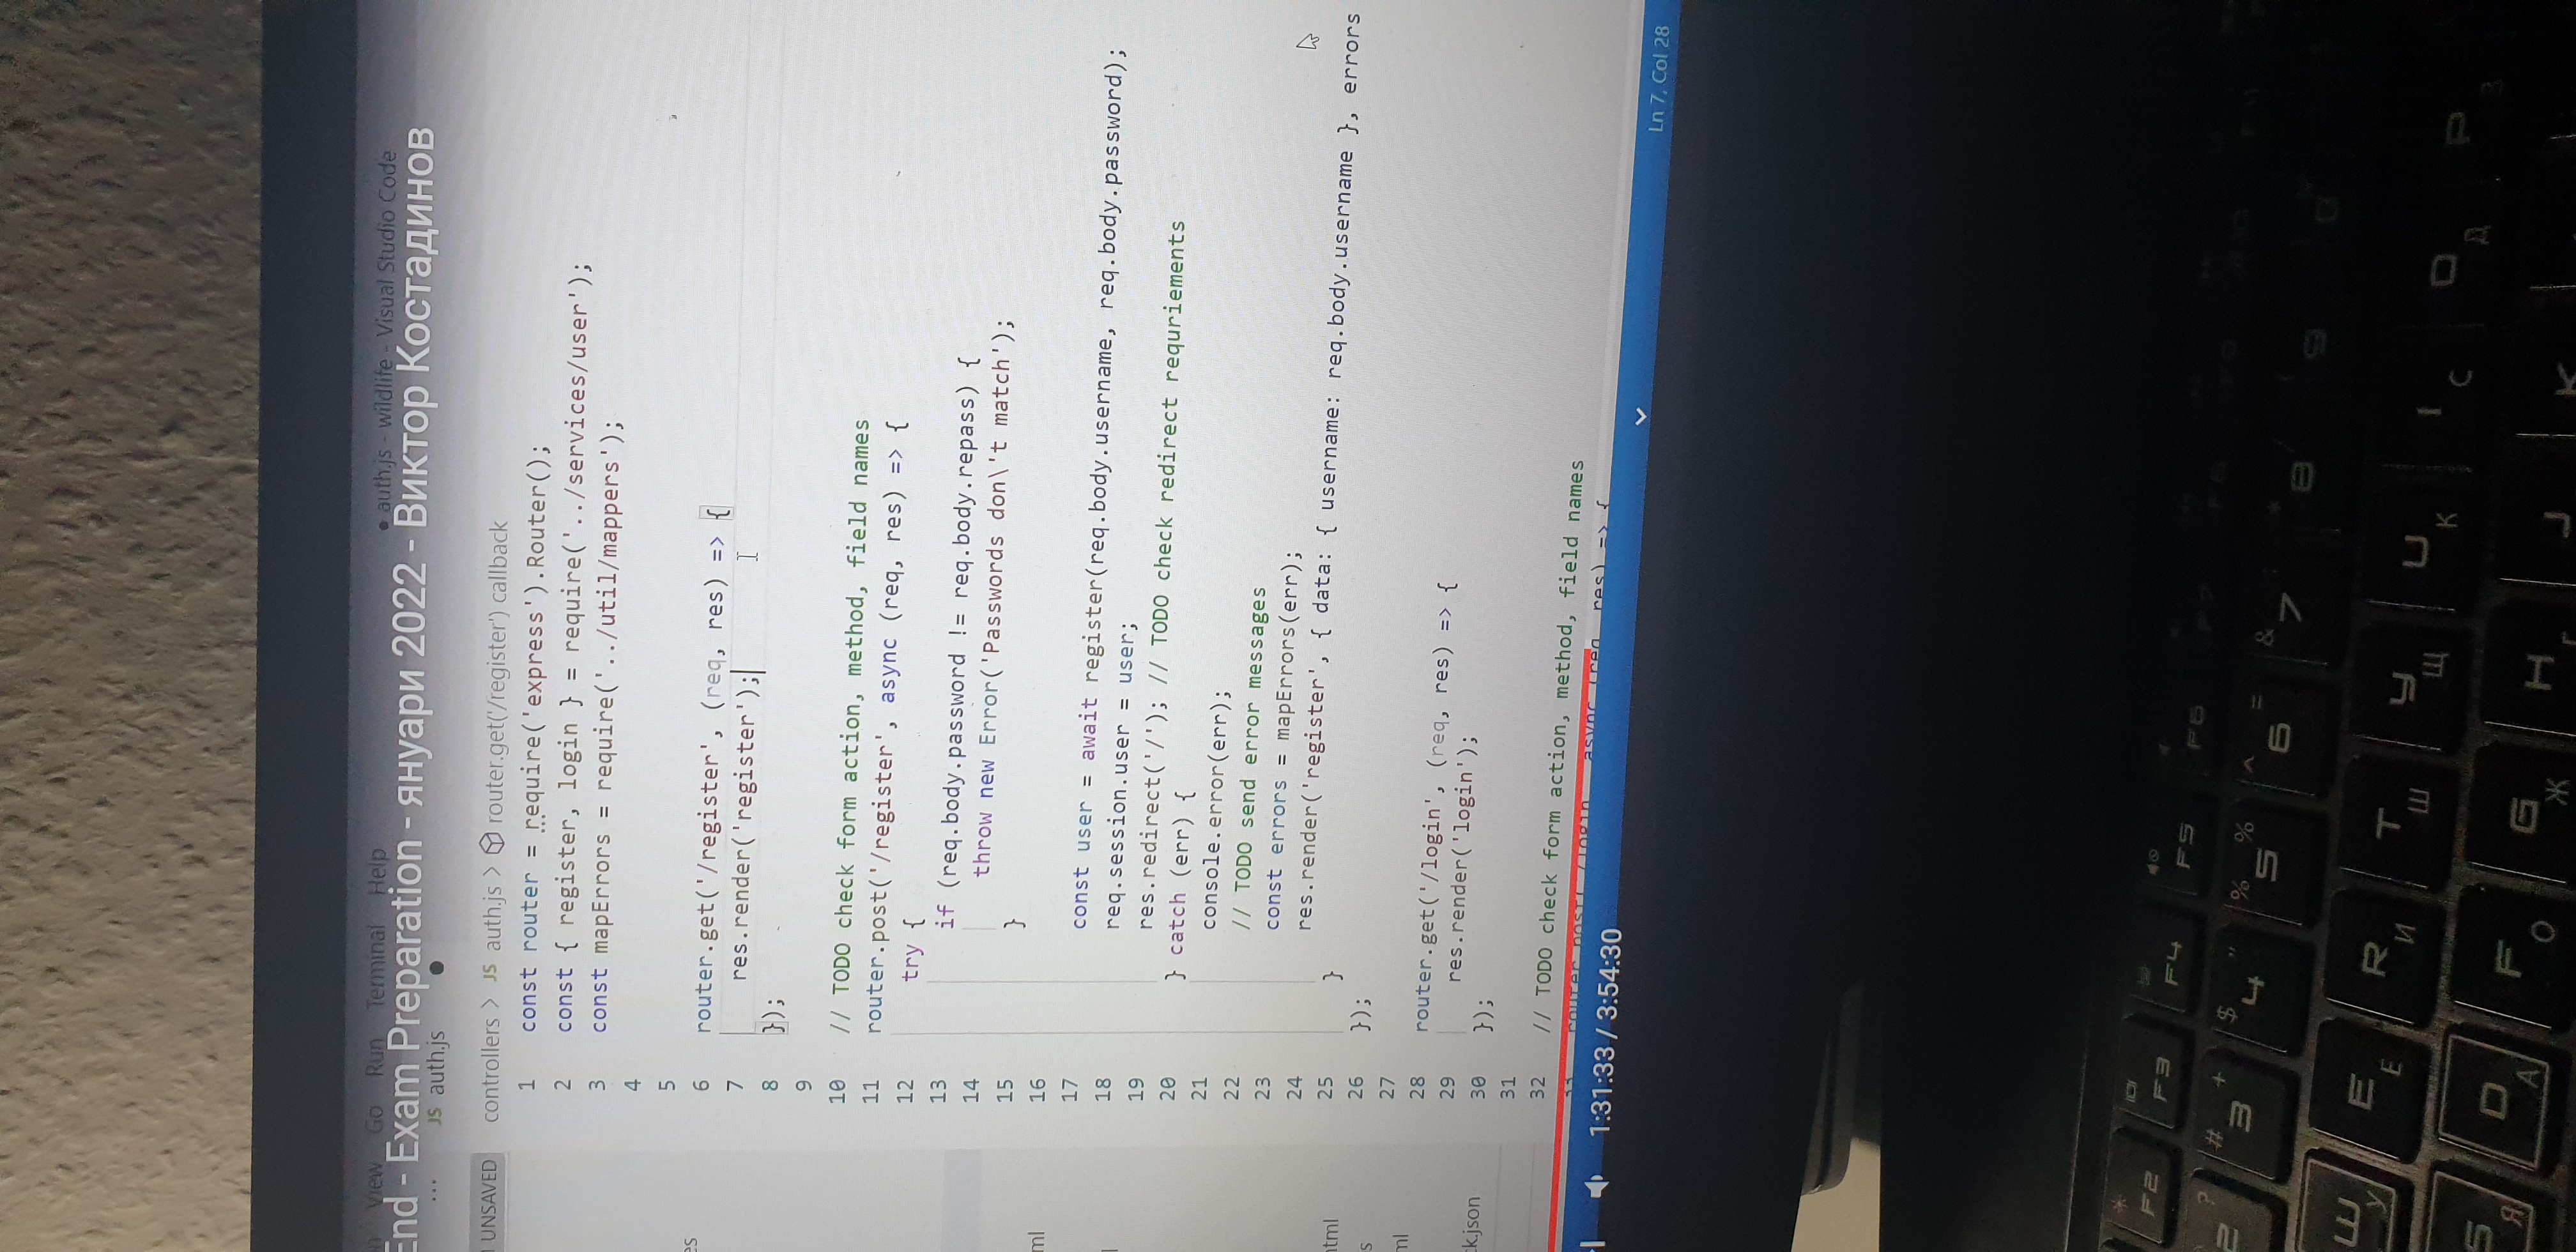 View Go Run Terminal Help
● auth.js - wildlife - Visual Studio Code
End - Exam Preparation - януари 2022 - Виктор Костадинов
... JS auth.js ●
UNSAVED
controllers > JS auth.js > router.get('/register') callback
1 const router = require('express').Router();
2 const { register, login } = require('../services/user');
3 const mapErrors = require('../util/mappers');
4
5
es
6 router.get('/register', (req, res) => {
7 res.render('register');
8 });
9
10 // TODO check form action, method, field names
11 router.post('/register', async (req, res) => {
12 try {
13 if (req.body.password != req.body.repass) {
14 throw new Error('Passwords don\'t match');
15 }
16
ml
17 const user = await register(req.body.username, req.body.password);
18 req.session.user = user;
19 res.redirect('/'); // TODO check redirect requriements
20 } catch (err) {
21 console.error(err);
22 // TODO send error messages
23 const errors = mapErrors(err);
24 res.render('register', { data: { username: req.body.username }, errors
25 }
html
26 });
s
27
ml
28 router.get('/login', (req, res) => {
29 res.render('login');
30 });
ck.json
31
32 // TODO check form action, method, field names
33 router.post('/login', async (req, res) => {
1:31:33 / 3:54:30
Ln 7, Col 28
F2 F3 F4 F5 F6
2 ? # 3 + $ 4 " % 5 % ^ 6 = & 7 * 8 9
Ш У E Е R И T Ш У Щ U К I С O Д P З
S Я D А F О G Ж H Г J K